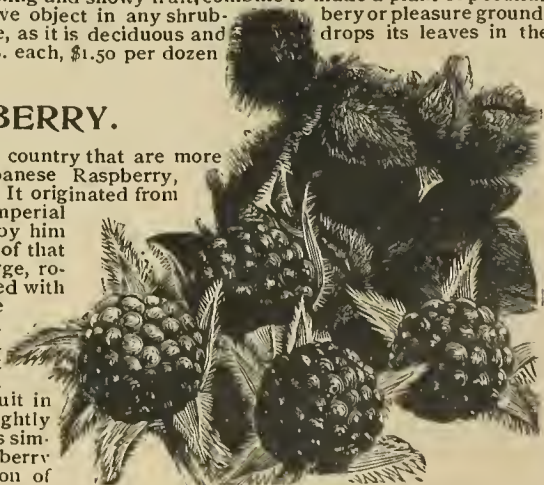 ive object in any shrub- bery or pleasure ground
e, as it is deciduous and drops its leaves in the
. each, $1.50 per dozen
BERRY.
country that are more
panese Raspberry,
It originated from
mperial
by him
of that
rge, ro-
ed with
e
uit in
ghtly
s sim-
berry
on of